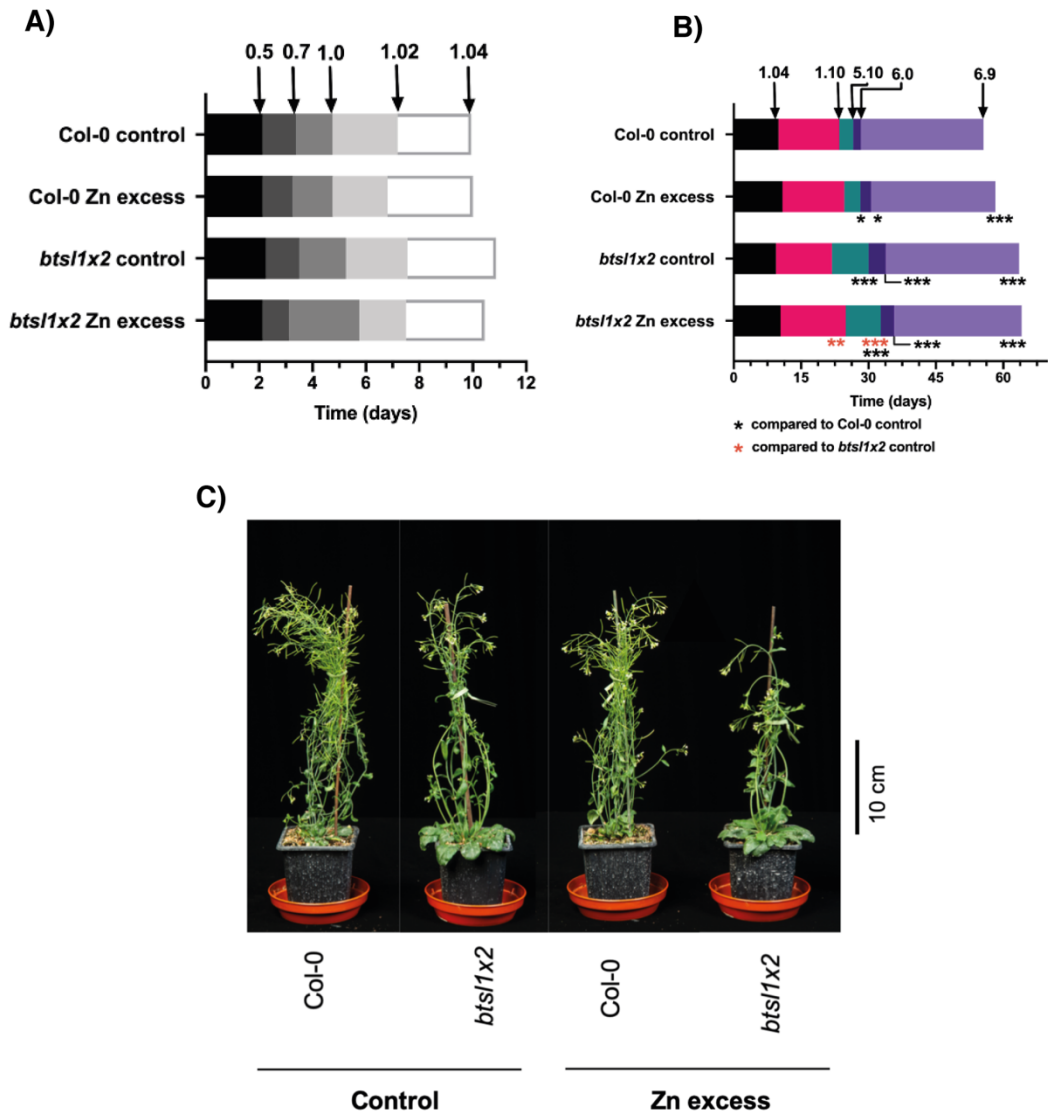 A)
0.5 0.7 1.0 1.02 1.04
Col-0 control
Col-0 Zn excess
btsl1x2 control
btsl1x2 Zn excess
0 2 4 6 8 10 12
Time (days)
B)
1.04 1.10 5.10 6.0 6.9
Col-0 control
Col-0 Zn excess
* * ***
btsl1x2 control
*** *** ***
btsl1x2 Zn excess
** *** *** ***
***
0 15 30 45 60
Time (days)
* compared to Col-0 control
* compared to btsl1x2 control
C)
10 cm
Col-0
btsl1x2
Col-0
btsl1x2
Control
Zn excess